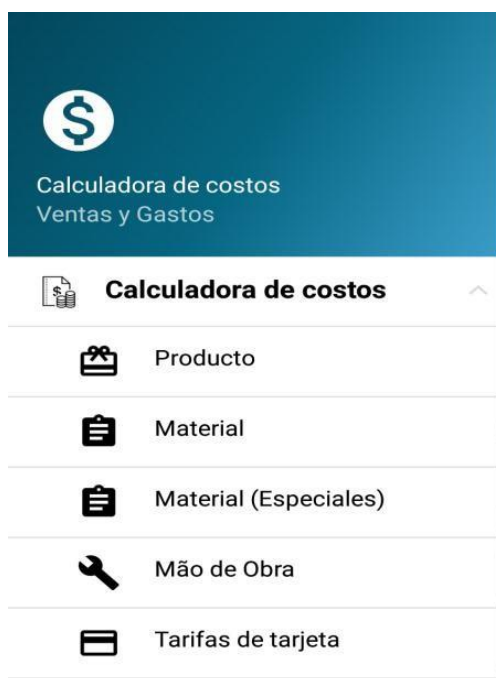 Calculadora de costos
Ventas y Gastos
Calculadora de costos
Producto
Material
Material (Especiales)
Mão de Obra
Tarifas de tarjeta